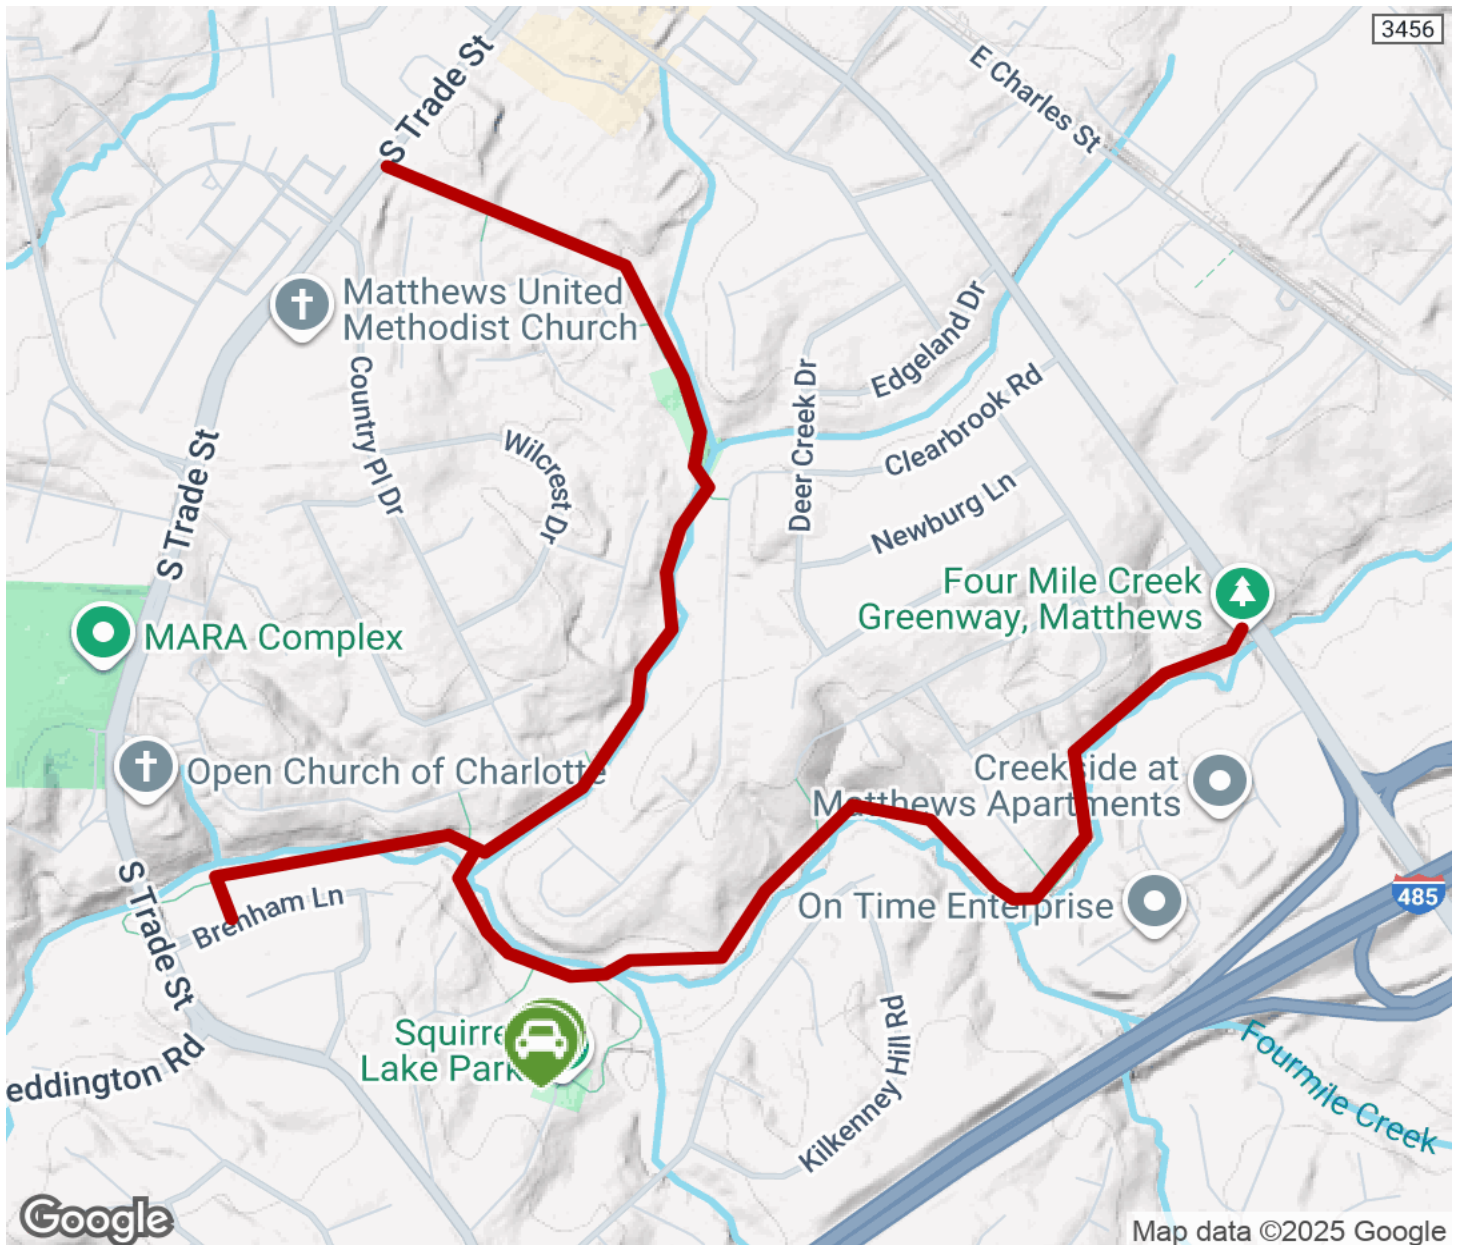 3456
E Charles St
S Trade St
Matthews United
Methodist Church
Edgeland Dr
Country Pl Dr
Deer Creek Dr
Clearbrook Rd
Wilcrest Dr
S Trade St
Newburg Ln
Four Mile Creek
Greenway, Matthews
MARA Complex
Open Church of Charlotte
Creekside at
Matthews Apartments
S Trade St
Brenham Ln
On Time Enterprise
485
Squirre
Lake Park
Kilkenney Hill Rd
eddington Rd
Fourmile Creek
Google
Map data ©2025 Google